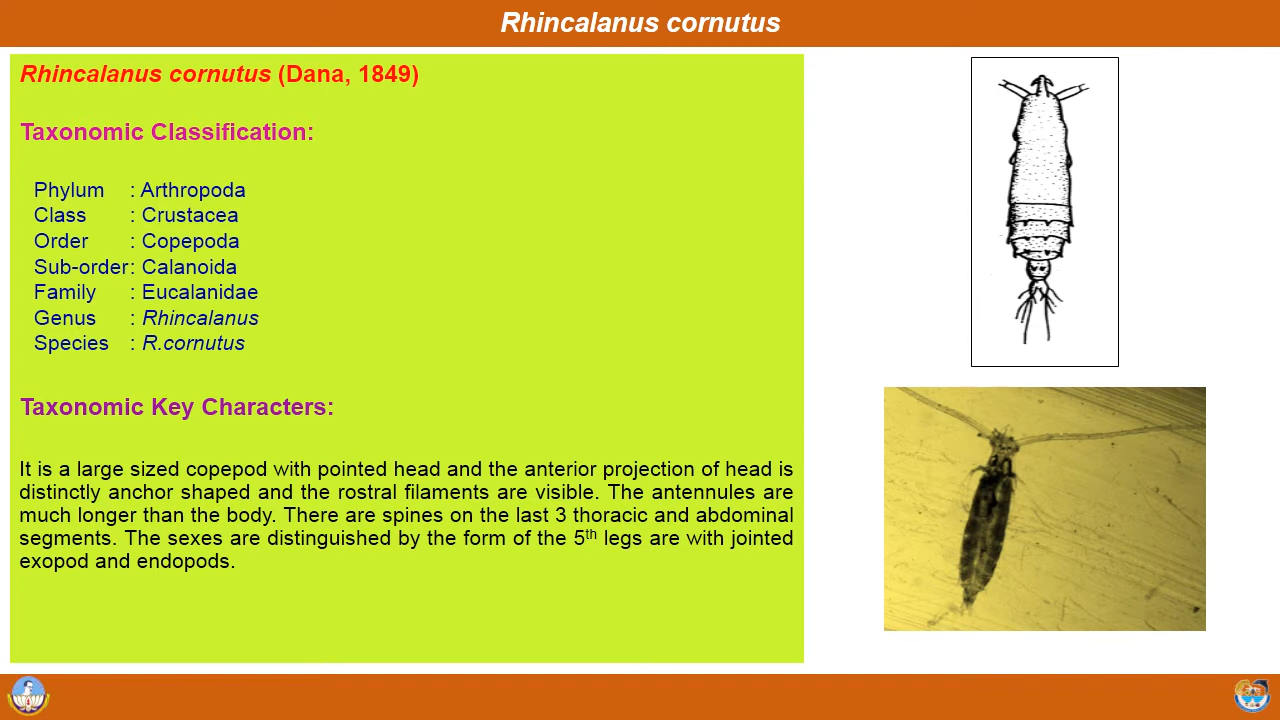 Rhincalanus cornutus
Rhincalanus cornutus (Dana, 1849)
Taxonomic Classification:
Phylum : Arthropoda
Class : Crustacea
Order : Copepoda
Sub-order : Calanoida
Family : Eucalanidae
Genus : Rhincalanus
Species : R.cornutus
Taxonomic Key Characters:
It is a large sized copepod with pointed head and the anterior projection of head is
distinctly anchor shaped and the rostral filaments are visible. The antennules are
much longer than the body. There are spines on the last 3 thoracic and abdominal
segments. The sexes are distinguished by the form of the 5th legs are with jointed
exopod and endopods.